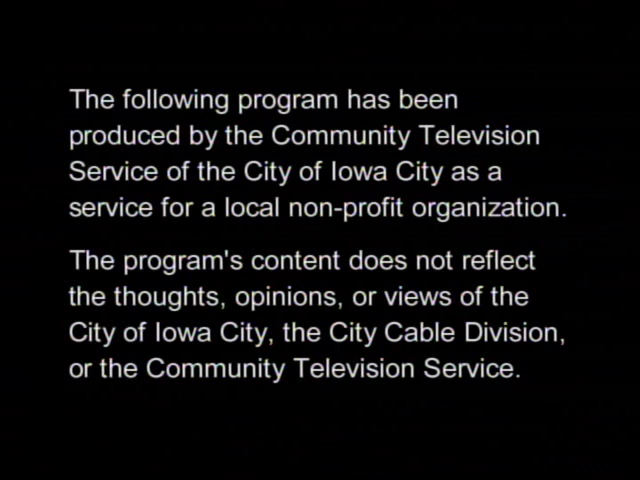 The following program has been
produced by the Community Television
Service of the City of Iowa City as a
service for a local non-profit organization.
The program's content does not reflect
the thoughts, opinions, or views of the
City of Iowa City, the City Cable Division,
or the Community Television Service.